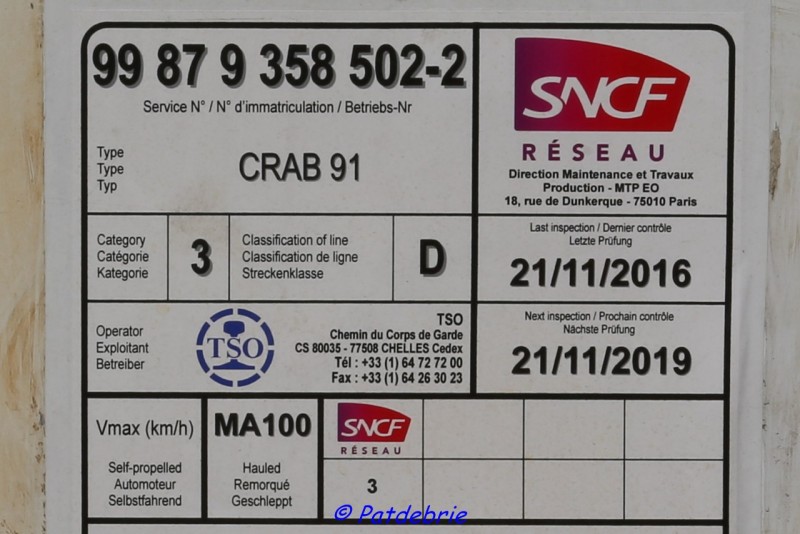 99 87 9 358 502-2
Service N° / N° d'immatriculation / Betriebs-Nr
Type
Type
Typ
CRAB 91
SNCF
RÉSEAU
Direction Maintenance et Travaux
Production - MTP EO
18, rue de Dunkerque - 75010 Paris
Category
Catégorie
Kategorie
3
Classification of line
Classification de ligne
Streckenklasse
D
Last inspection / Dernier contrôle
Letzte Prüfung
21/11/2016
Operator
Exploitant
Betreiber
TSO
TSO
Chemin du Corps de Garde
CS 80035 - 77508 CHELLES Cedex
Tél : +33 (1) 64 72 72 00
Fax : +33 (1) 64 26 30 23
Next inspection / Prochain contrôle
Nächste Prüfung
21/11/2019
Vmax (km/h)
MA100
SNCF
RÉSEAU
Self-propelled
Automoteur
Selbstfahrend
Hauled
Remorqué
Geschleppt
3
© Patdebrie